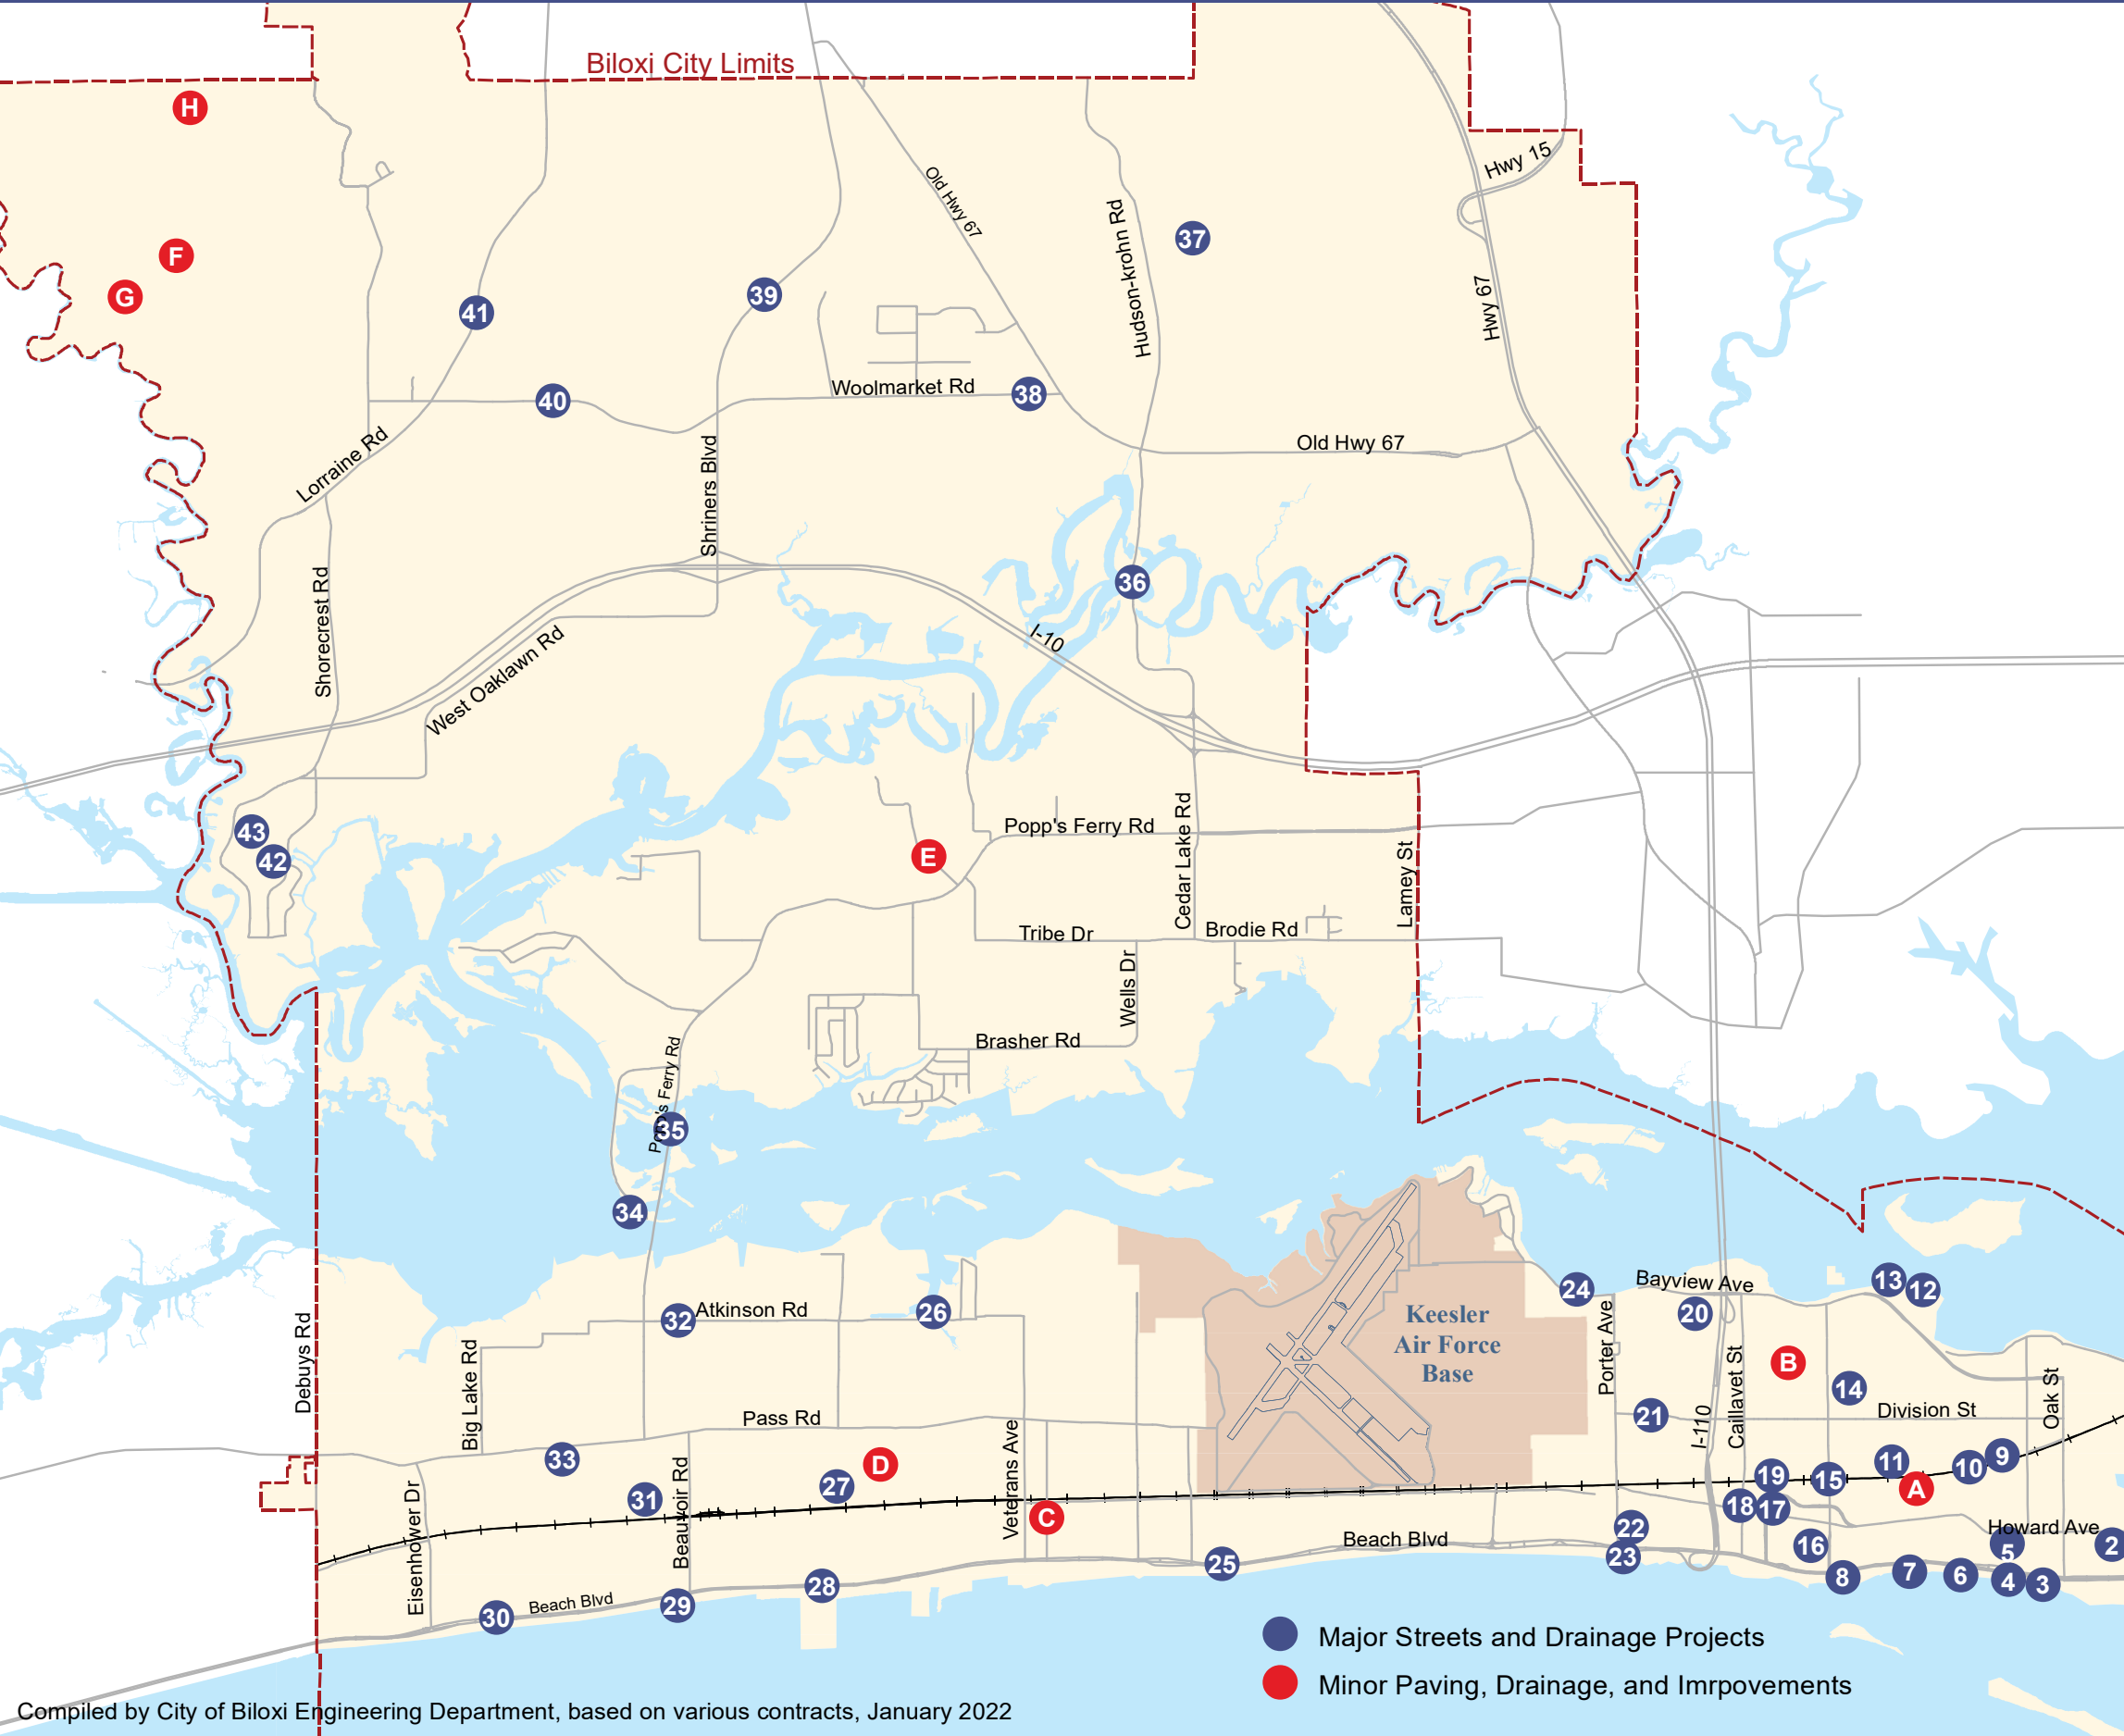 Biloxi City Limits
H
Hwy 15
Old Hwy 67
Hudson-krohn Rd
37
F
G
39
41
Hwy 67
Woolmarket Rd
38
40
Old Hwy 67
Lorraine Rd
Shriners Blvd
36
Shorecrest Rd
I-10
West Oaklawn Rd
43
42
E
Popp's Ferry Rd
Cedar Lake Rd
Lamey St
Tribe Dr
Brodie Rd
Wells Dr
Brasher Rd
Popp's Ferry Rd
35
34
Keesler
Air Force
Base
24
Bayview Ave
13
12
20
Atkinson Rd
32
26
Debuys Rd
Big Lake Rd
Porter Ave
Caillavet St
B
14
Oak St
Pass Rd
21
I-110
Division St
33
D
27
31
Beauvoir Rd
Veterans Ave
C
Eisenhower Dr
19
15
11
10
9
A
18
17
22
23
16
Howard Ave
5
2
Beach Blvd
25
8
7
6
4
3
28
29
30
Beach Blvd
Major Streets and Drainage Projects
Minor Paving, Drainage, and Imrpovements
Compiled by City of Biloxi Engineering Department, based on various contracts, January 2022